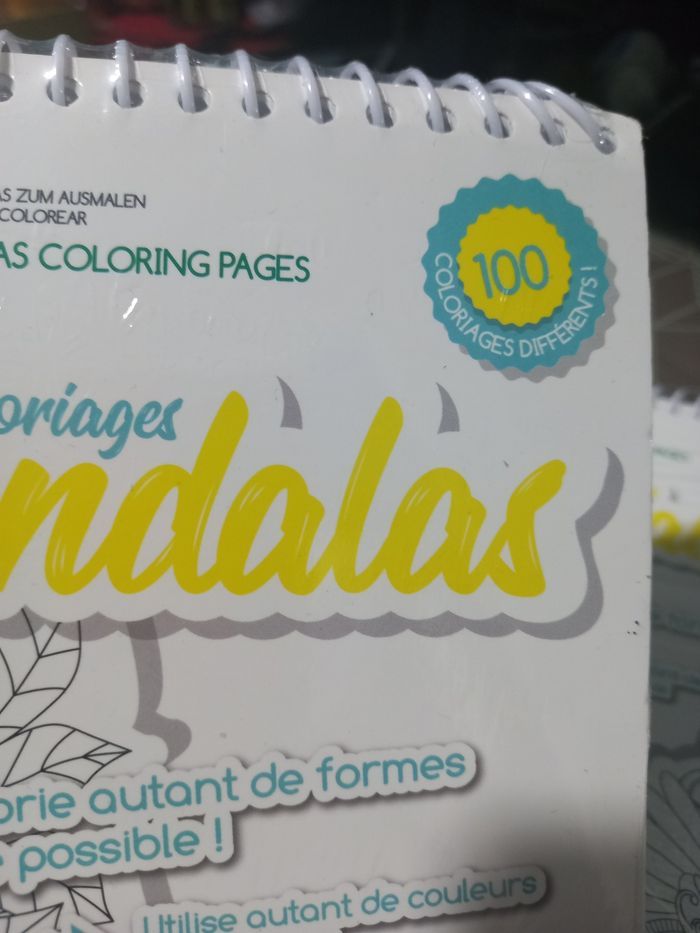 AS ZUM AUSMALEN
COLOREAR
AS COLORING PAGES
100
COLORIAGES DIFFÉRENTS !
oriages
ndalas
orie autant de formes
possible !
Utilise autant de couleurs